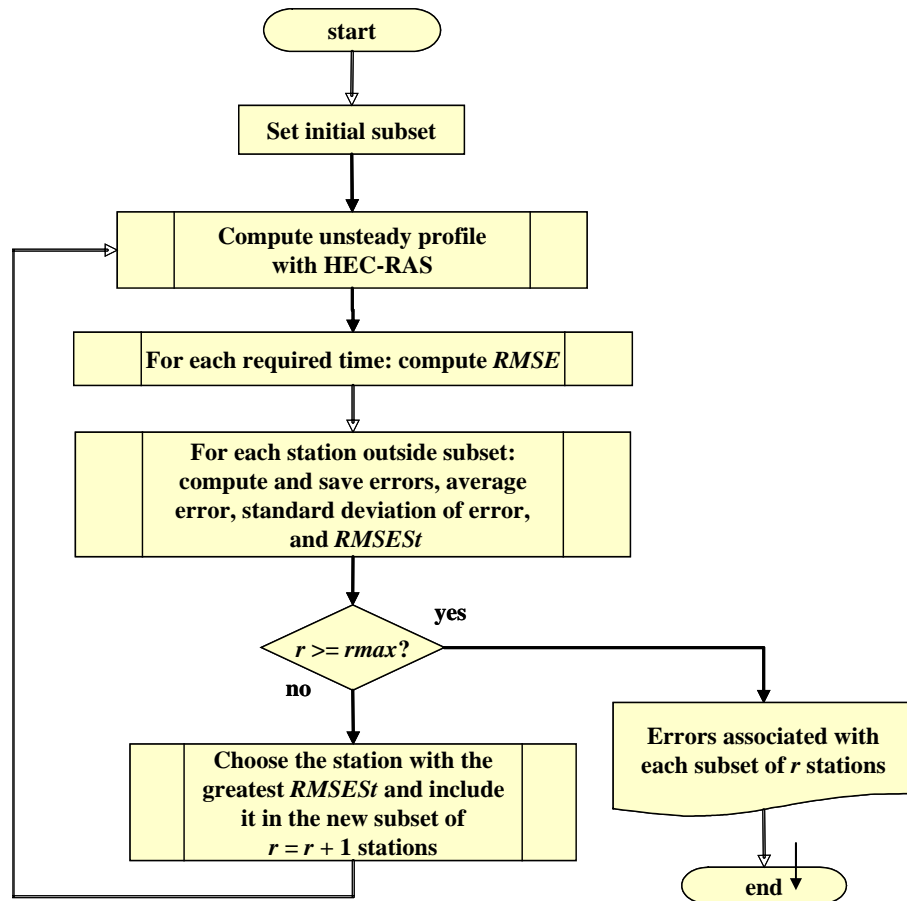 start
Set initial subset
Compute unsteady profile
with HEC-RAS
For each required time: compute RMSE
For each station outside subset:
compute and save errors, average
error, standard deviation of error,
and RMSESt
yes
r >= rmax?
no
Choose the station with the
greatest RMSESt and include
it in the new subset of
r = r + 1 stations
Errors associated with
each subset of r stations
end